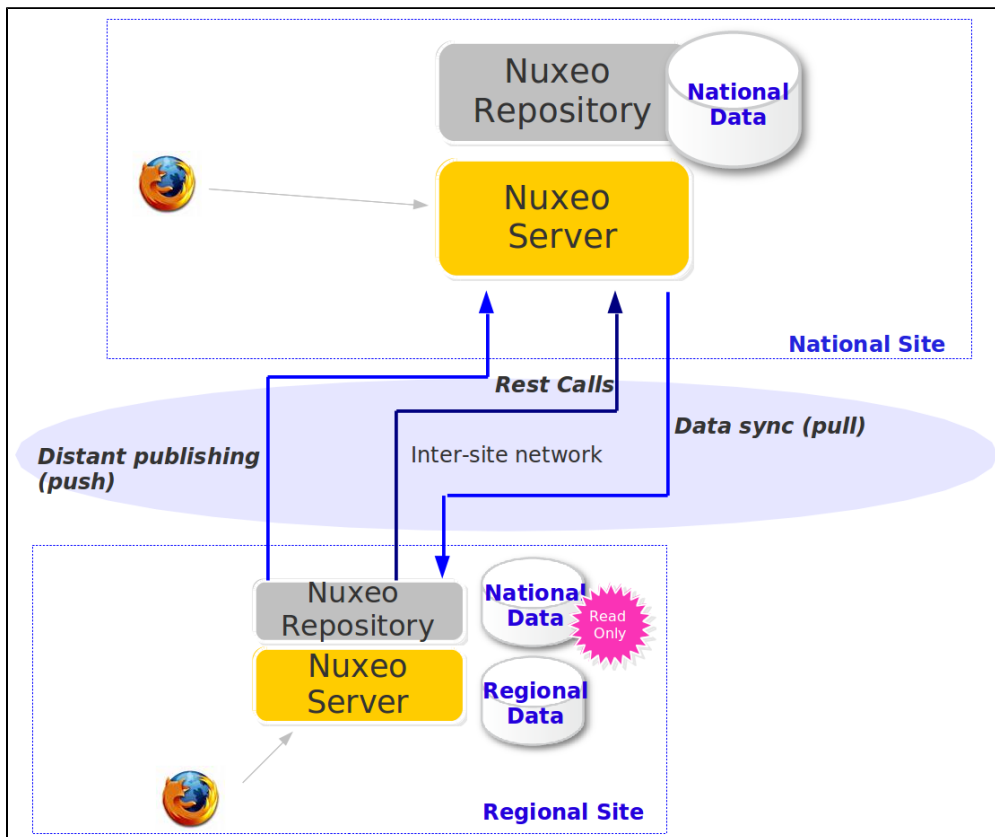 Nuxeo
Repository
National
Data
Nuxeo
Server
National Site
Rest Calls
Data sync (pull)
Distant publishing
(push)
Inter-site network
Nuxeo
Repository
National
Data
Read
Only
Nuxeo
Server
Regional
Data
Regional Site